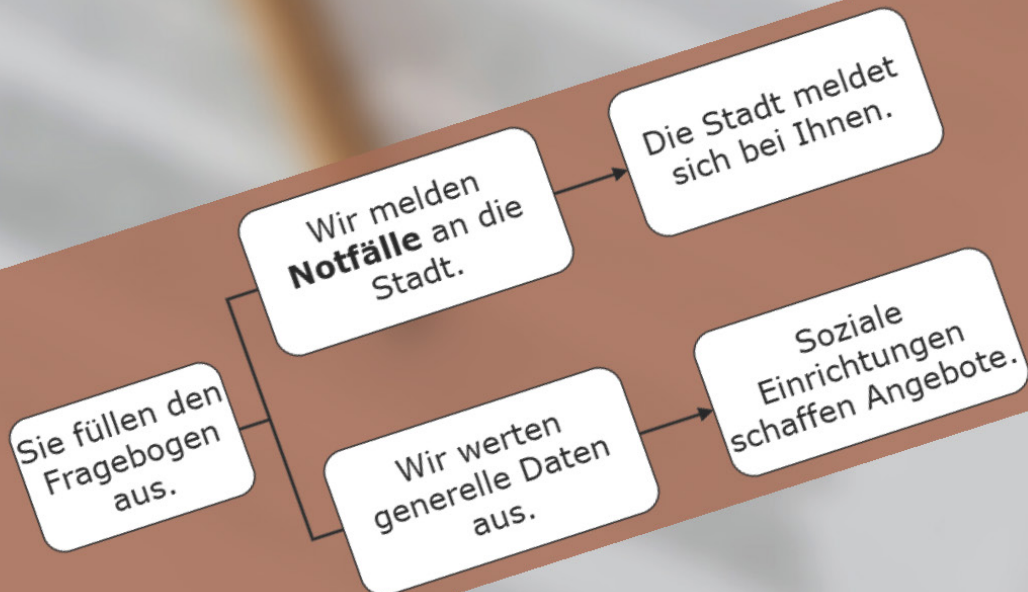 Sie füllen den
Fragebogen
aus.
Wir melden
Notfälle an die
Stadt.
Die Stadt meldet
sich bei Ihnen.
Wir werten
generelle Daten
aus.
Soziale
Einrichtungen
schaffen Angebote.